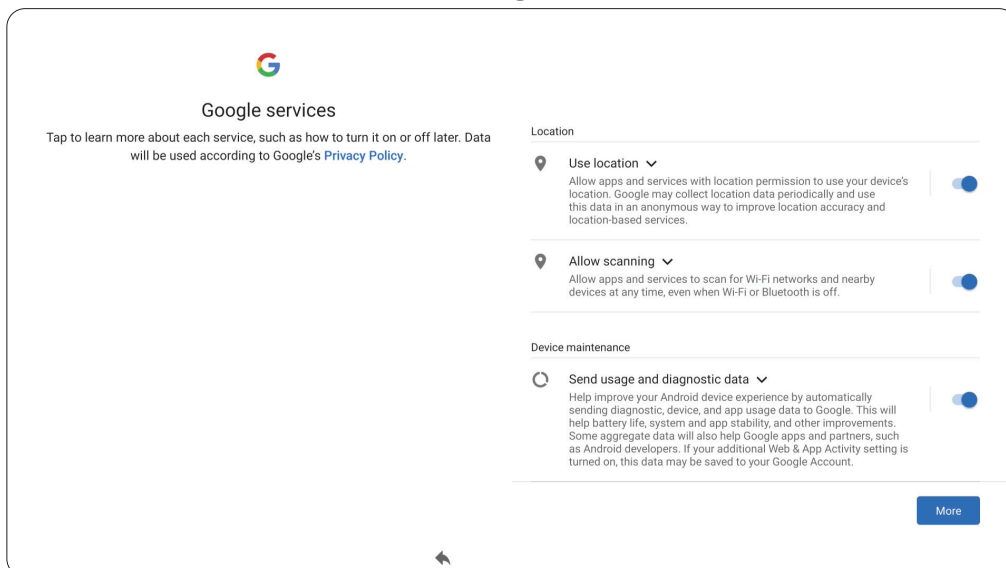 Google services
Tap to learn more about each service, such as how to turn it on or off later. Data
will be used according to Google's Privacy Policy.
Location
Use location
Allow apps and services with location permission to use your device's
location. Google may collect location data periodically and use
this data in an anonymous way to improve location accuracy and
location-based services.
Allow scanning
Allow apps and services to scan for Wi-Fi networks and nearby
devices at any time, even when Wi-Fi or Bluetooth is off.
Device maintenance
Send usage and diagnostic data
Help improve your Android device experience by automatically
sending diagnostic, device, and app usage data to Google. This will
help battery life, system and app stability, and other improvements.
Some aggregate data will also help Google apps and partners, such
as Android developers. If your additional Web & App Activity setting is
turned on, this data may be saved to your Google Account.
More